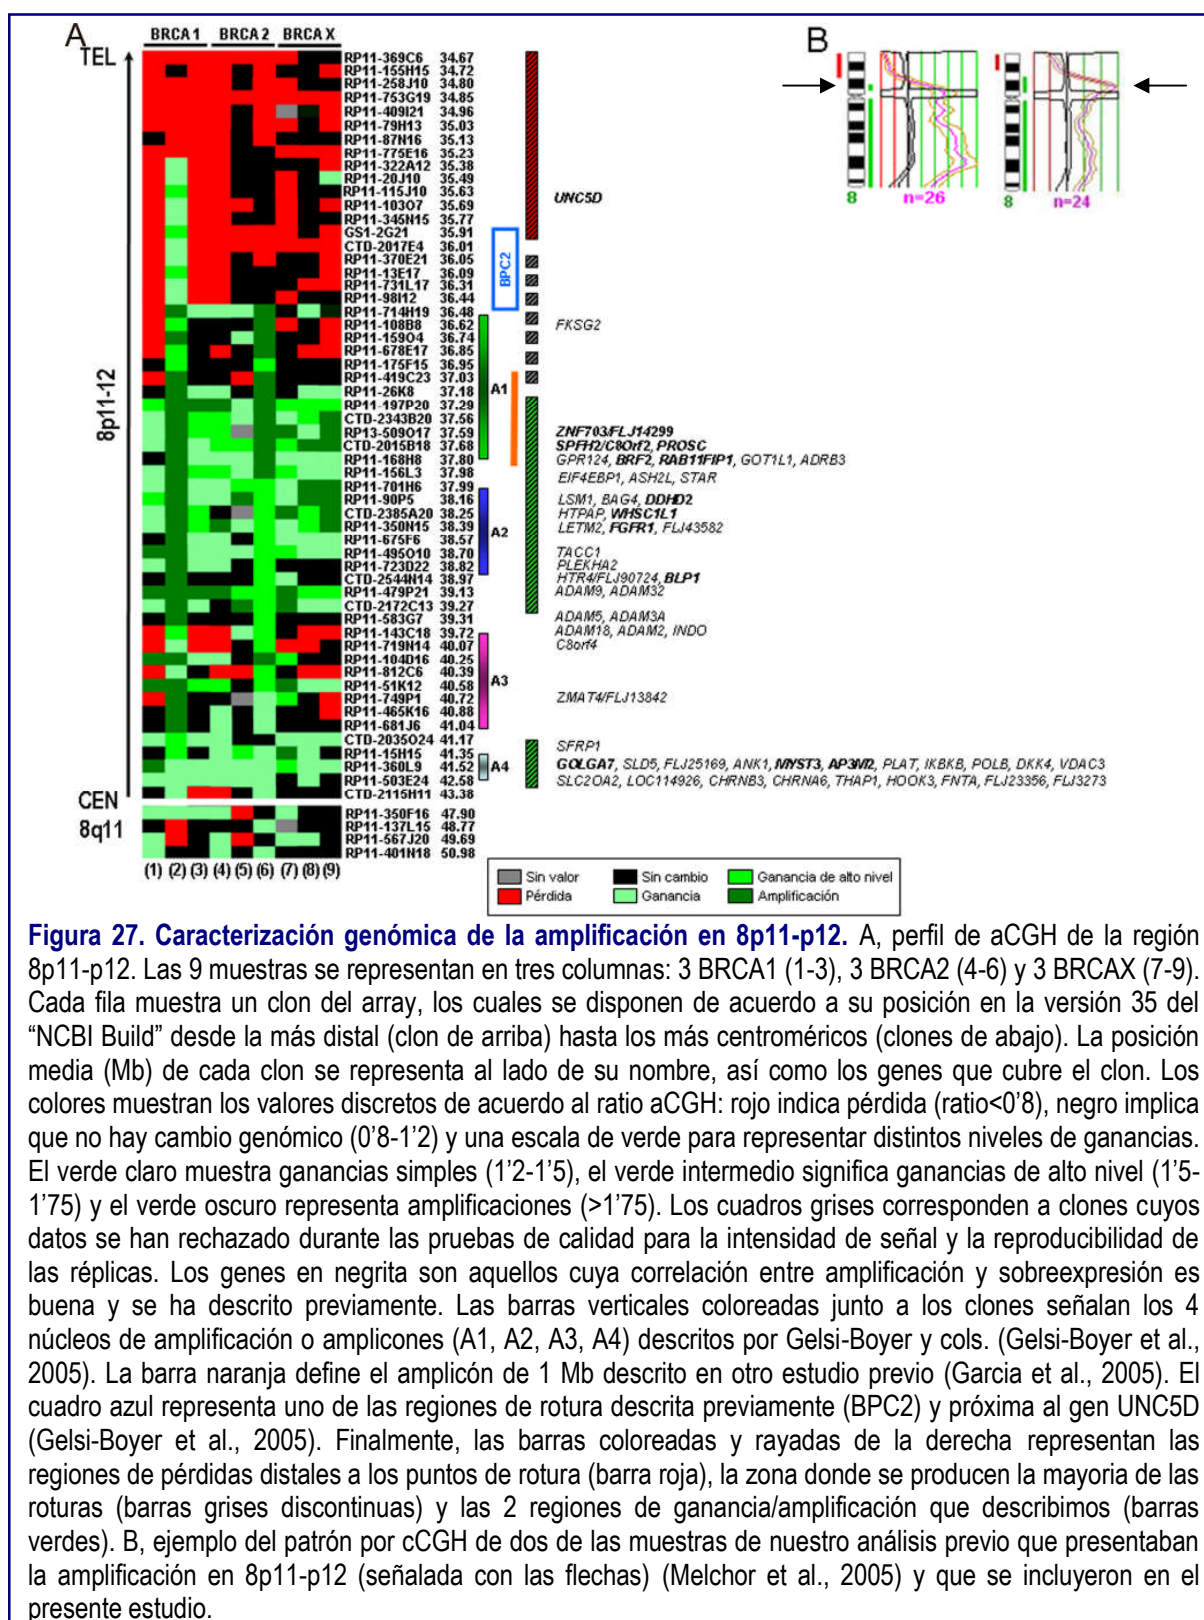 A
BRCA1 BRCA2 BRCA X
TEL
RP11-369C6 34.67
RP11-155H15 34.72
RP11-258J10 34.80
RP11-753G19 34.85
RP11-409I21 34.96
RP11-79H13 35.03
RP11-87N16 35.13
RP11-775E16 35.23
RP11-322A12 35.38
RP11-20J10 35.49
RP11-115J10 35.63
RP11-103O7 35.69
RP11-345N15 35.77
GS1-2G21 35.91
CTD-2017E4 36.01
RP11-370E21 36.05
RP11-13E17 36.09
RP11-731L17 36.31
RP11-98I12 36.44
RP11-714H19 36.48
RP11-108B8 36.62
RP11-159O4 36.74
RP11-678E17 36.85
RP11-175F15 36.95
RP11-419C23 37.03
RP11-26K8 37.18
RP11-197P20 37.29
CTD-2343B20 37.56
RP13-509O17 37.59
CTD-2015B18 37.68
RP11-168H8 37.80
RP11-156L3 37.98
RP11-701H6 37.99
RP11-90P5 38.16
CTD-2385A20 38.25
RP11-350N15 38.39
RP11-675F6 38.57
RP11-495O10 38.70
RP11-723D22 38.82
CTD-2544N14 38.97
RP11-479P21 39.13
CTD-2172C13 39.27
RP11-583G7 39.31
RP11-143C18 39.72
RP11-719N14 40.07
RP11-104D16 40.25
RP11-812C6 40.39
RP11-51K12 40.58
RP11-749P1 40.72
RP11-465K16 40.88
RP11-681J6 41.04
CTD-2035O24 41.17
RP11-15H15 41.35
RP11-360L9 41.52
RP11-503E24 42.58
CTD-2115H11 43.38
RP11-350F16 47.90
RP11-137L15 48.77
RP11-567J20 49.69
RP11-401N18 50.98
8p11-12
CEN
8q11
(1) (2) (3) (4) (5) (6) (7) (8) (9)
BPC2
A1
A2
A3
A4
UNC5D
FKSG2
ZNF703/FLJ14299
SPFH2/C8Orf2, PROSC
GPR124, BRF2, RAB11FIP1, GOT1L1, ADRB3
EIF4EBP1, ASH2L, STAR
LSM1, BAG4, DDHD2
HTPAP, WHSC1L1
LETM2, FGFR1, FLJ43582
TACC1
PLEKHA2
HTR4/FLJ90724, BLP1
ADAM9, ADAM32
ADAM5, ADAM3A
ADAM18, ADAM2, INDO
C8orf4
ZMAT4/FLJ13842
SFRP1
GOLGA7, SLD5, FLJ25169, ANK1, MYST3, AP3M2, PLAT, IKBKB, POLB, DKK4, VDAC3
SLC20A2, LOC114926, CHRNB3, CHRNA6, THAP1, HOOK3, FNTA, FLJ23356, FLJ3273
B
8 n=26
8 n=24
Sin valor Sin cambio Ganancia de alto nivel
Pérdida Ganancia Amplificación
Figura 27. Caracterización genómica de la amplificación en 8p11-p12. A, perfil de aCGH de la región
8p11-p12. Las 9 muestras se representan en tres columnas: 3 BRCA1 (1-3), 3 BRCA2 (4-6) y 3 BRCAX (7-9).
Cada fila muestra un clon del array, los cuales se disponen de acuerdo a su posición en la versión 35 del
“NCBI Build” desde la más distal (clon de arriba) hasta los más centroméricos (clones de abajo). La posición
media (Mb) de cada clon se representa al lado de su nombre, así como los genes que cubre el clon. Los
colores muestran los valores discretos de acuerdo al ratio aCGH: rojo indica pérdida (ratio<0’8), negro implica
que no hay cambio genómico (0’8-1’2) y una escala de verde para representar distintos niveles de ganancias.
El verde claro muestra ganancias simples (1’2-1’5), el verde intermedio significa ganancias de alto nivel (1’5-
1’75) y el verde oscuro representa amplificaciones (>1’75). Los cuadros grises corresponden a clones cuyos
datos se han rechazado durante las pruebas de calidad para la intensidad de señal y la reproducibilidad de
las réplicas. Los genes en negrita son aquellos cuya correlación entre amplificación y sobreexpresión es
buena y se ha descrito previamente. Las barras verticales coloreadas junto a los clones señalan los 4
núcleos de amplificación o amplicones (A1, A2, A3, A4) descritos por Gelsi-Boyer y cols. (Gelsi-Boyer et al.,
2005). La barra naranja define el amplicón de 1 Mb descrito en otro estudio previo (Garcia et al., 2005). El
cuadro azul representa uno de las regiones de rotura descrita previamente (BPC2) y próxima al gen UNC5D
(Gelsi-Boyer et al., 2005). Finalmente, las barras coloreadas y rayadas de la derecha representan las
regiones de pérdidas distales a los puntos de rotura (barra roja), la zona donde se producen la mayoria de las
roturas (barras grises discontinuas) y las 2 regiones de ganancia/amplificación que describimos (barras
verdes). B, ejemplo del patrón por cCGH de dos de las muestras de nuestro análisis previo que presentaban
la amplificación en 8p11-p12 (señalada con las flechas) (Melchor et al., 2005) y que se incluyeron en el
presente estudio.